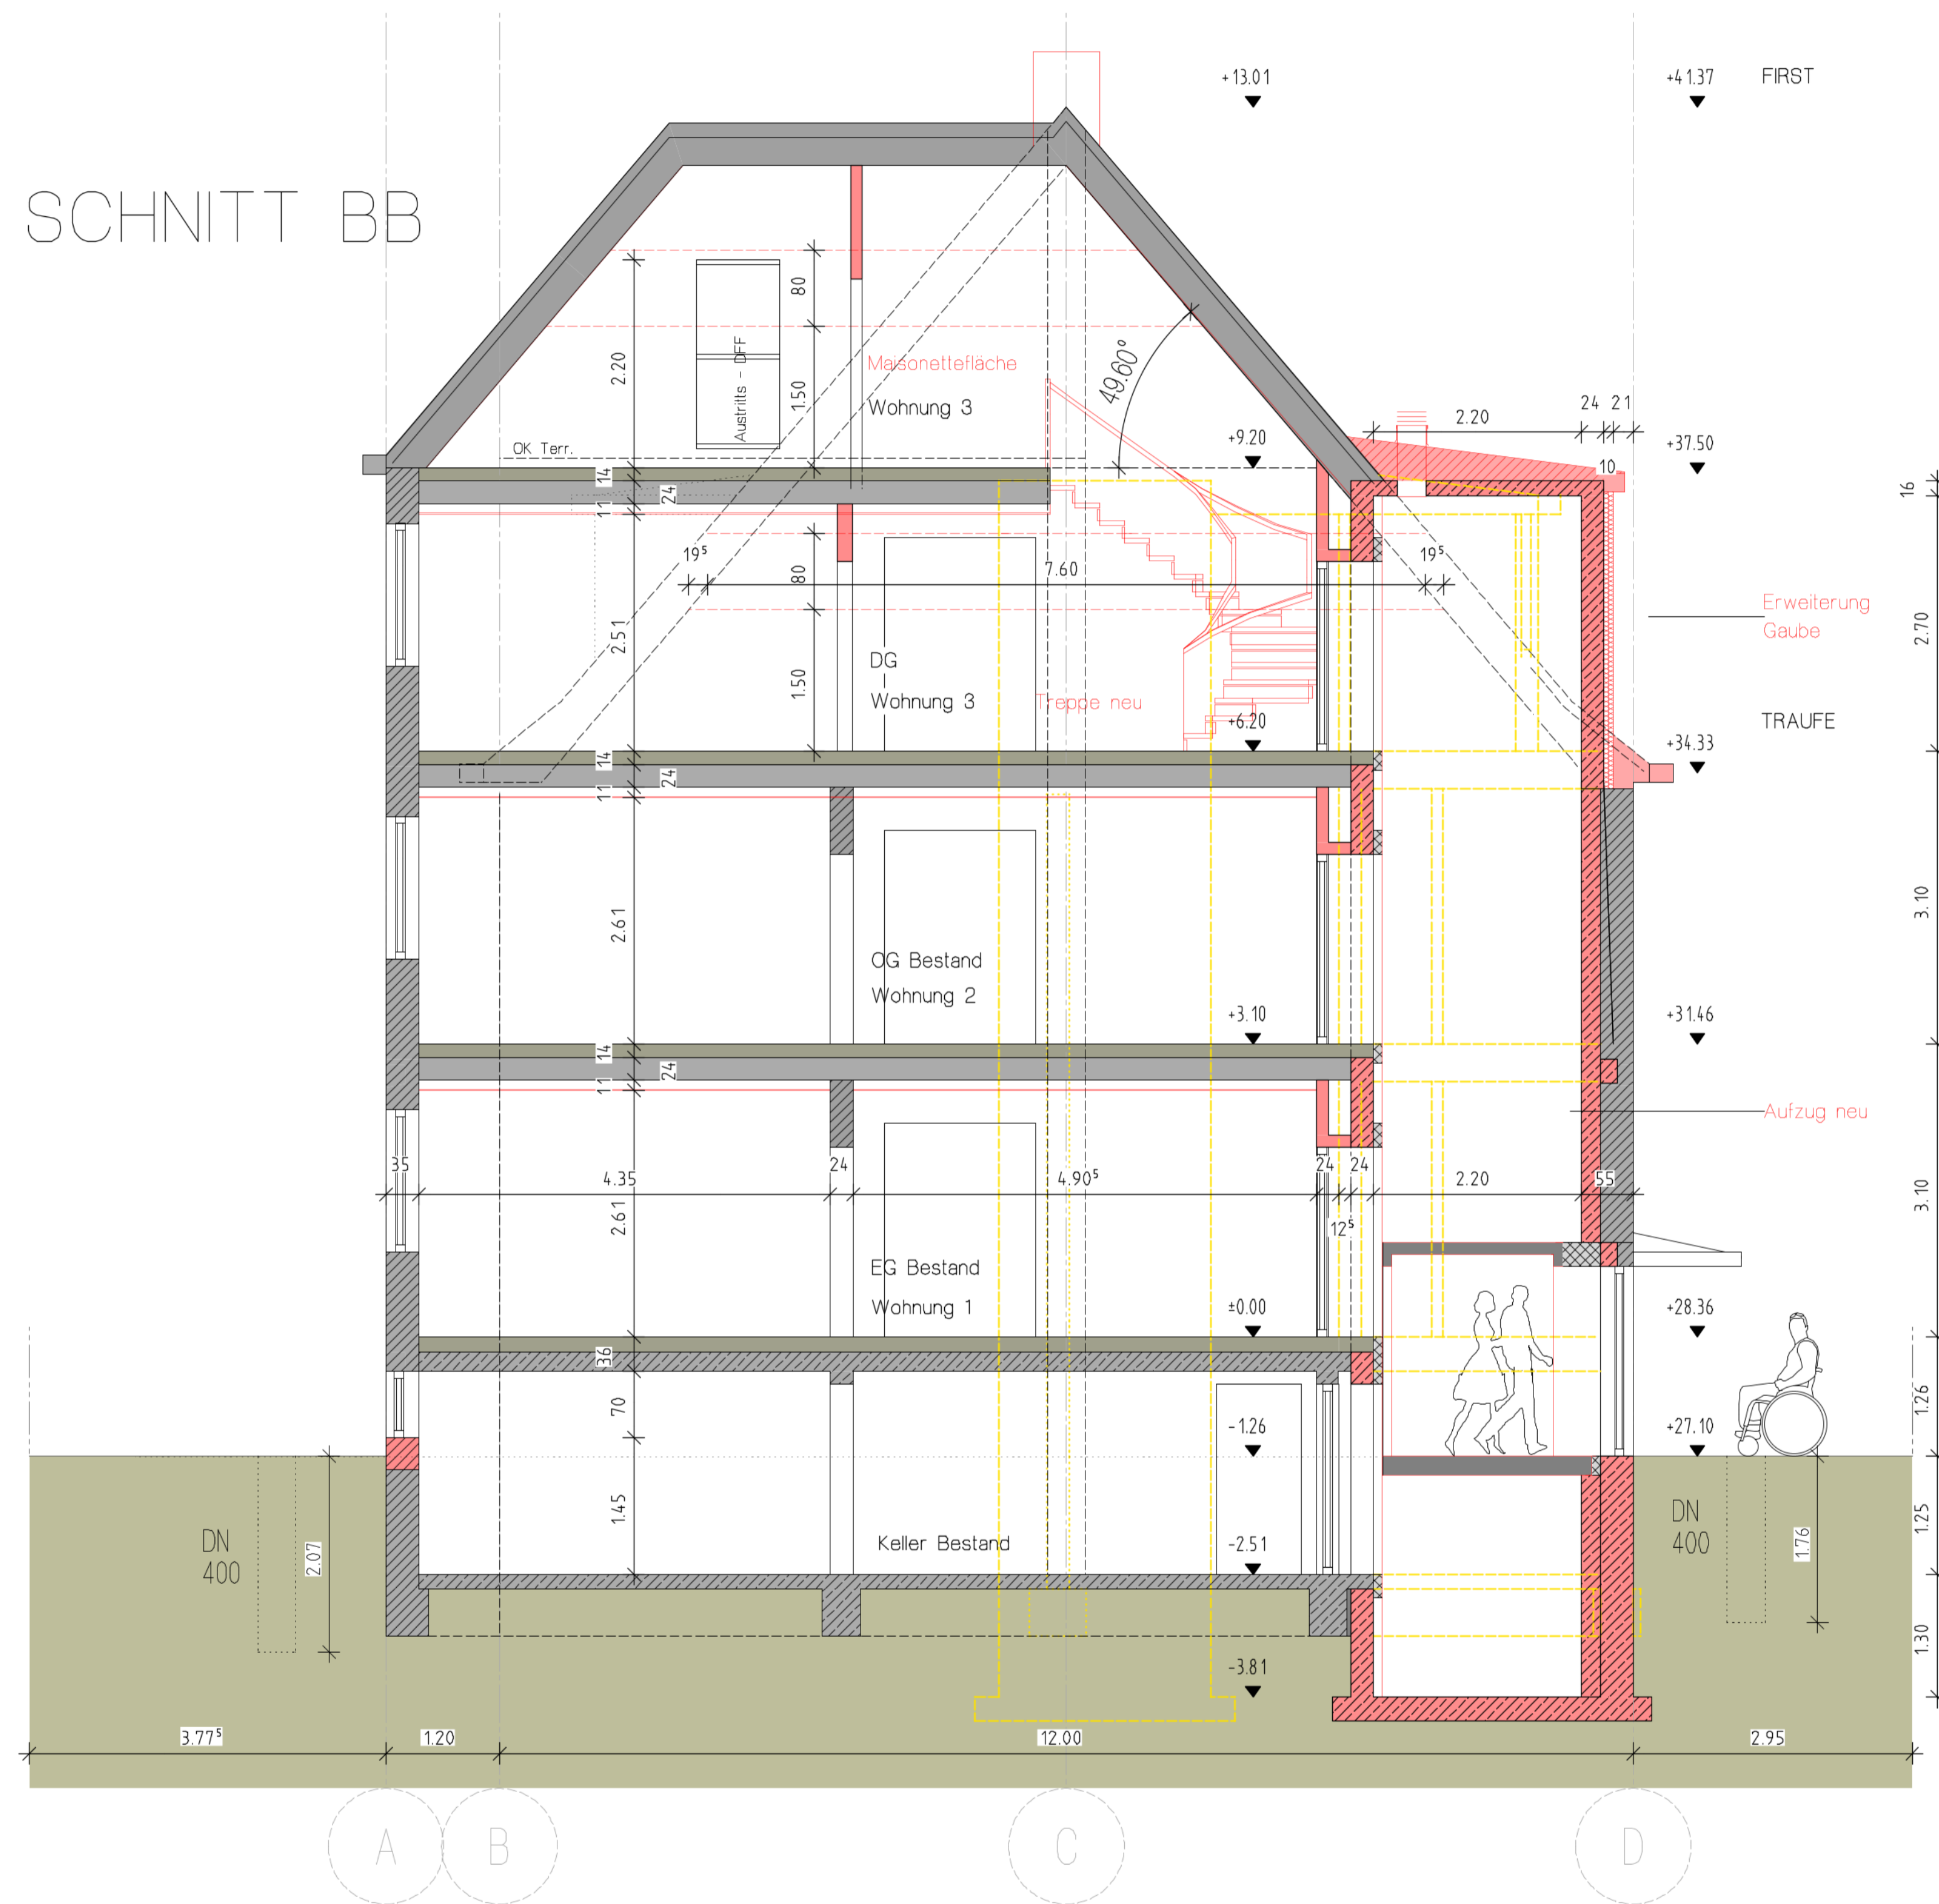 SCHNITT BB
+13.01
+41.37 FIRST
80
2.20
Austritts - DFF
1.50
Maisonettefläche
Wohnung 3
49.60°
OK Terr.
+9.20
2.20
24 21
10
+37.50
16
14
24
11
19⁵
7.60
19⁵
80
2.51
1.50
DG
Wohnung 3
Treppe neu
+6.20
Erweiterung
Gaube
2.70
TRAUFE
+34.33
14
24
11
2.61
OG Bestand
Wohnung 2
+3.10
+31.46
3.10
14
24
11
Aufzug neu
35
4.35
24
4.90⁵
24
24
2.20
55
12⁵
2.61
3.10
EG Bestand
Wohnung 1
±0.00
+28.36
36
70
-1.26
+27.10
1.26
1.45
Keller Bestand
-2.51
DN
400
2.07
DN
400
1.76
1.25
-3.81
1.30
3.77⁵
1.20
12.00
2.95
A
B
C
D